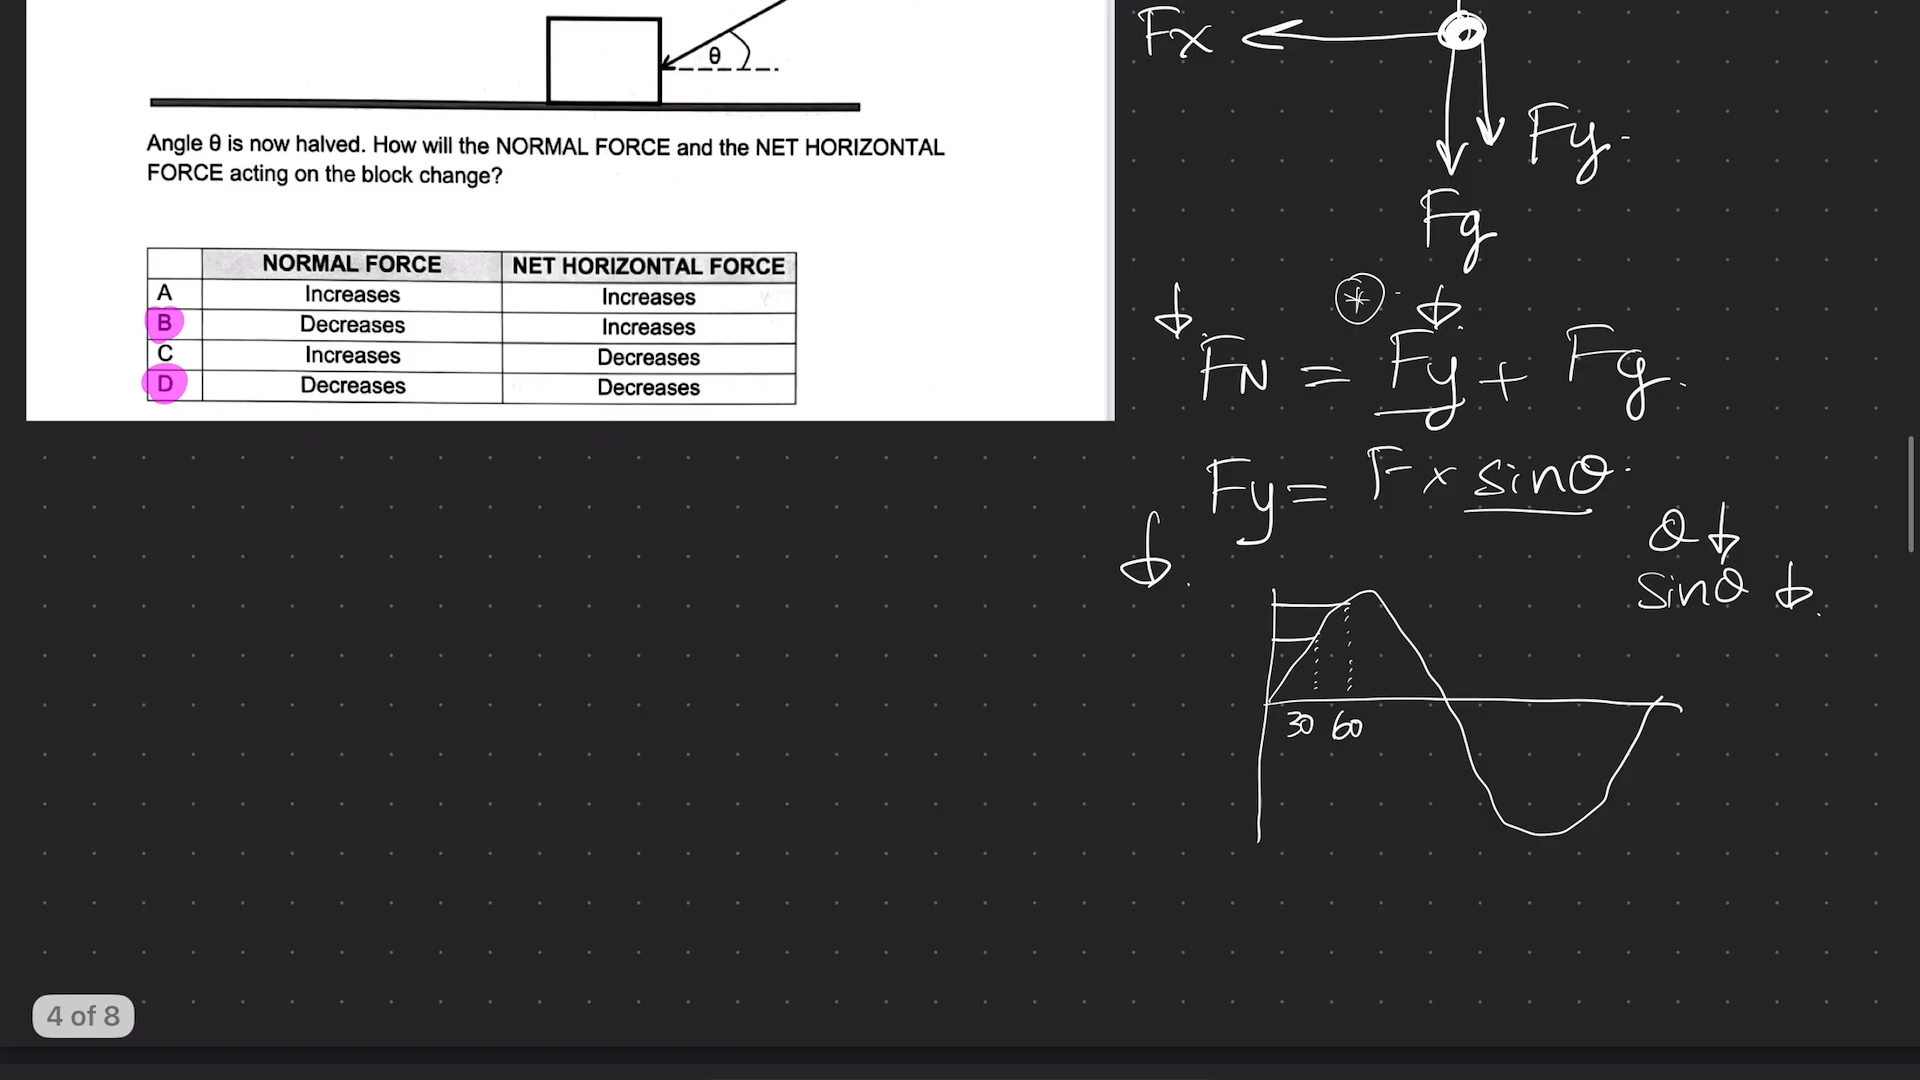 θ
Angle θ is now halved. How will the NORMAL FORCE and the NET HORIZONTAL
FORCE acting on the block change?
NORMAL FORCE NET HORIZONTAL FORCE
A Increases Increases
B Decreases Increases
C Increases Decreases
D Decreases Decreases
4 of 8
Fx
Fy
Fg
* ↓
↓ FN = Fy + Fg
Fy = F × sinθ
↓
θ ↓
sinθ ↓
30 60